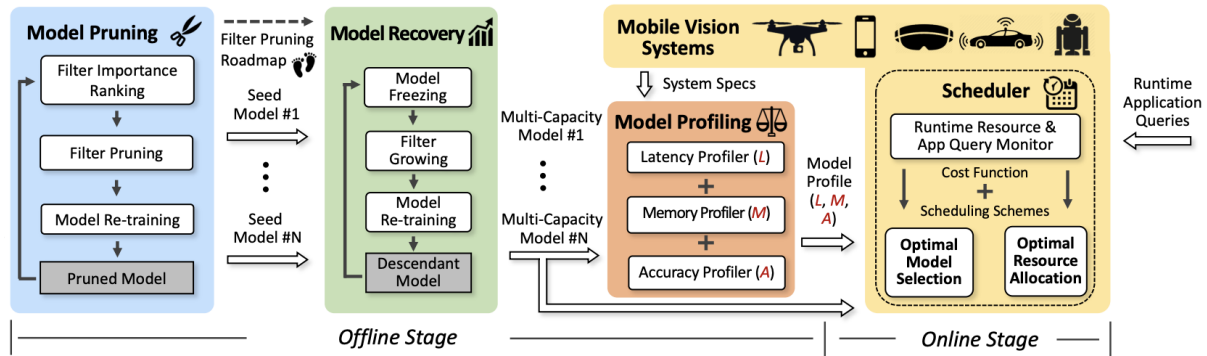 Model Pruning
Filter Importance
Ranking
Filter Pruning
Model Re-training
Pruned Model
Filter Pruning
Roadmap
Seed
Model #1
Seed
Model #N
Model Recovery
Model
Freezing
Filter
Growing
Model
Re-training
Descendant
Model
Multi-Capacity
Model #1
Multi-Capacity
Model #N
Mobile Vision
Systems
System Specs
Model Profiling
Latency Profiler (L)
+
Memory Profiler (M)
+
Accuracy Profiler (A)
Model
Profile
(L, M,
A)
Scheduler
Runtime Resource &
App Query Monitor
Cost Function
+
Scheduling Schemes
Optimal
Model
Selection
Optimal
Resource
Allocation
Runtime
Application
Queries
Offline Stage
Online Stage